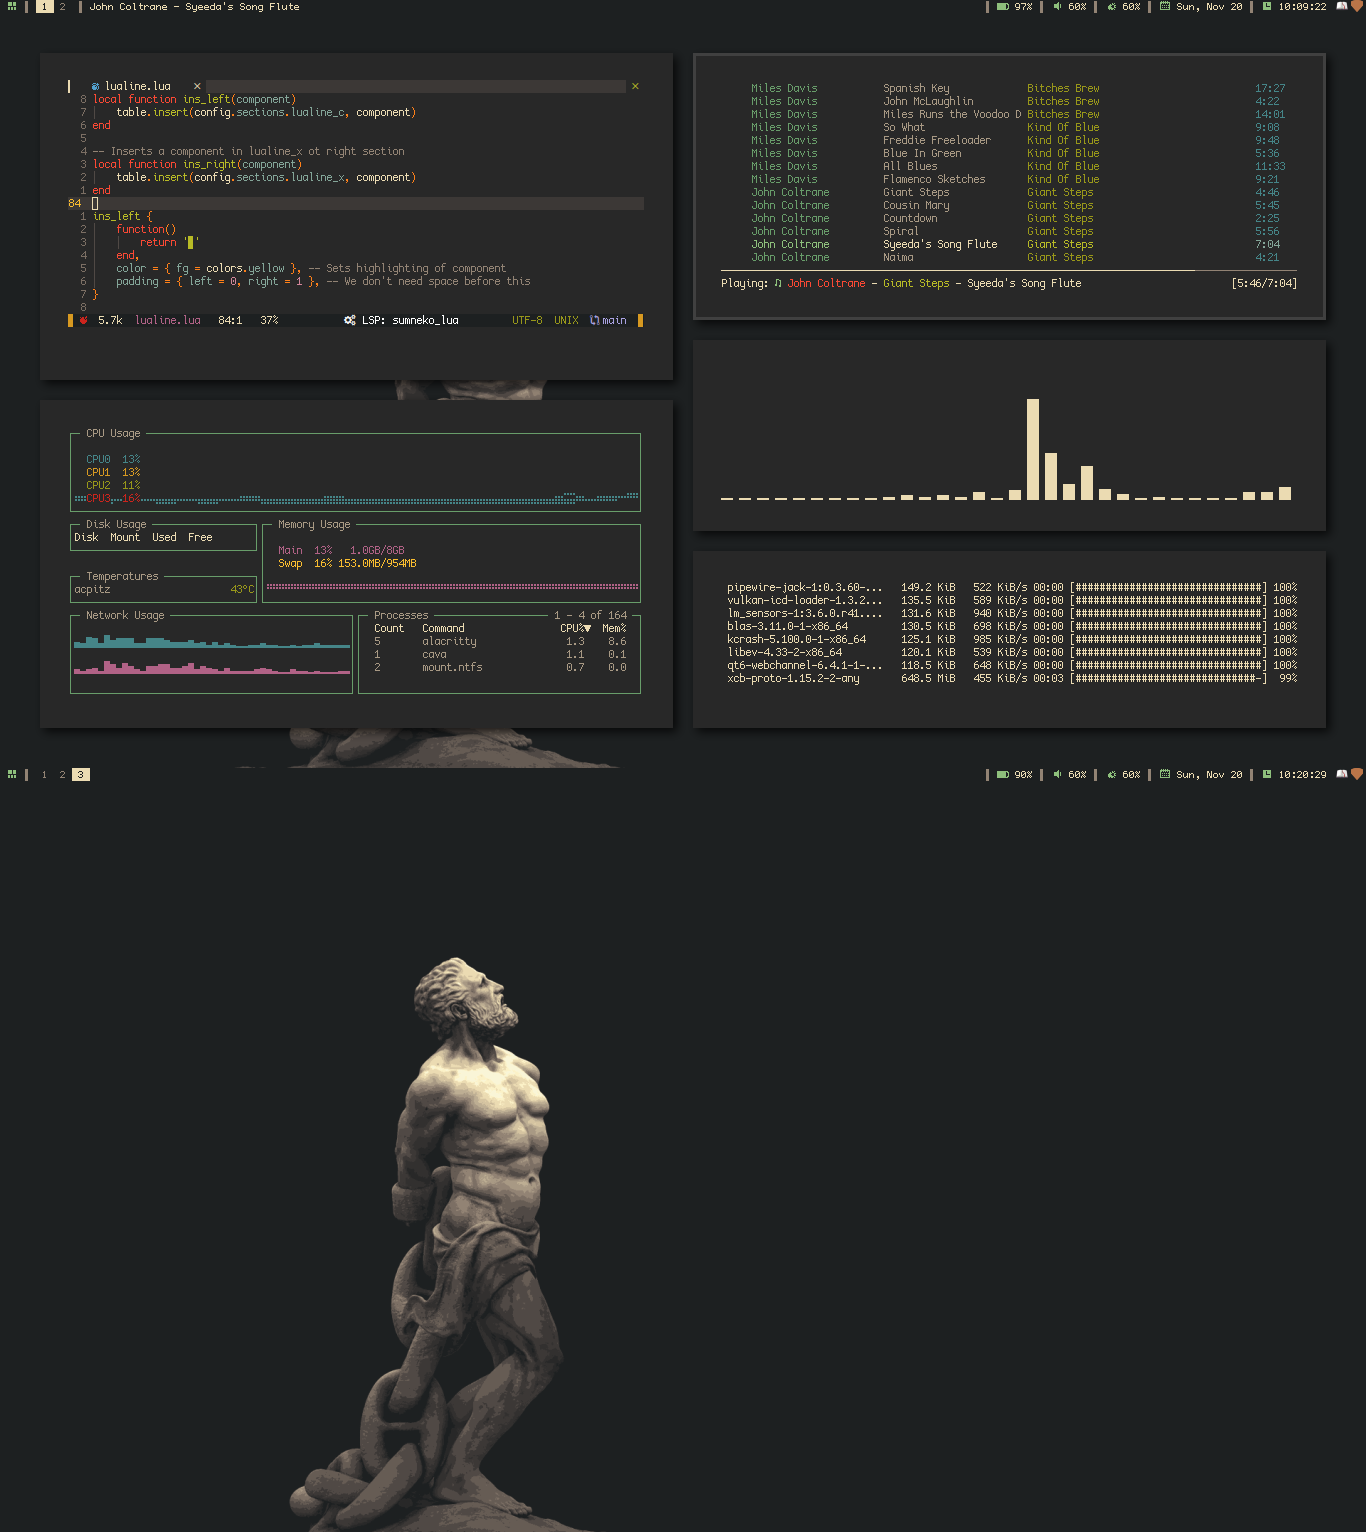 1 2 John Coltrane - Syeeda's Song Flute 97% 60% 60% Sun, Nov 20 10:09:22
lualine.lua × ×
8 local function ins_left(component)
7 table.insert(config.sections.lualine_c, component)
6 end
5
4 -- Inserts a component in lualine_x ot right section
3 local function ins_right(component)
2 table.insert(config.sections.lualine_x, component)
1 end
84
1 ins_left {
2 function()
3 return '▊'
4 end,
5 color = { fg = colors.yellow }, -- Sets highlighting of component
6 padding = { left = 0, right = 1 }, -- We don't need space before this
7 }
8
5.7k lualine.lua 84:1 37% LSP: sumneko_lua UTF-8 UNIX main
Miles Davis Spanish Key Bitches Brew 17:27
Miles Davis John McLaughlin Bitches Brew 4:22
Miles Davis Miles Runs the Voodoo D Bitches Brew 14:01
Miles Davis So What Kind Of Blue 9:08
Miles Davis Freddie Freeloader Kind Of Blue 9:48
Miles Davis Blue In Green Kind Of Blue 5:36
Miles Davis All Blues Kind Of Blue 11:33
Miles Davis Flamenco Sketches Kind Of Blue 9:21
John Coltrane Giant Steps Giant Steps 4:46
John Coltrane Cousin Mary Giant Steps 5:45
John Coltrane Countdown Giant Steps 2:25
John Coltrane Spiral Giant Steps 5:56
John Coltrane Syeeda's Song Flute Giant Steps 7:04
John Coltrane Naima Giant Steps 4:21
Playing: ♫ John Coltrane - Giant Steps - Syeeda's Song Flute [5:46/7:04]
CPU Usage
CPU0 13%
CPU1 13%
CPU2 11%
CPU3 16%
Disk Usage
Disk Mount Used Free
Temperatures
acpitz 43°C
Memory Usage
Main 13% 1.0GB/8GB
Swap 16% 153.0MB/954MB
Network Usage
Processes 1 - 4 of 164
Count Command CPU%▼ Mem%
5 alacritty 1.3 8.6
1 cava 1.1 0.1
2 mount.ntfs 0.7 0.0
pipewire-jack-1:0.3.60-... 149.2 KiB 522 KiB/s 00:00 [###############################] 100%
vulkan-icd-loader-1.3.2... 135.5 KiB 589 KiB/s 00:00 [###############################] 100%
lm_sensors-1:3.6.0.r41.... 131.6 KiB 940 KiB/s 00:00 [###############################] 100%
blas-3.11.0-1-x86_64 130.5 KiB 698 KiB/s 00:00 [###############################] 100%
kcrash-5.100.0-1-x86_64 125.1 KiB 985 KiB/s 00:00 [###############################] 100%
libev-4.33-2-x86_64 120.1 KiB 539 KiB/s 00:00 [###############################] 100%
qt6-webchannel-6.4.1-1-... 118.5 KiB 648 KiB/s 00:00 [###############################] 100%
xcb-proto-1.15.2-2-any 648.5 MiB 455 KiB/s 00:03 [##############################-] 99%
1 2 3 90% 60% 60% Sun, Nov 20 10:20:29